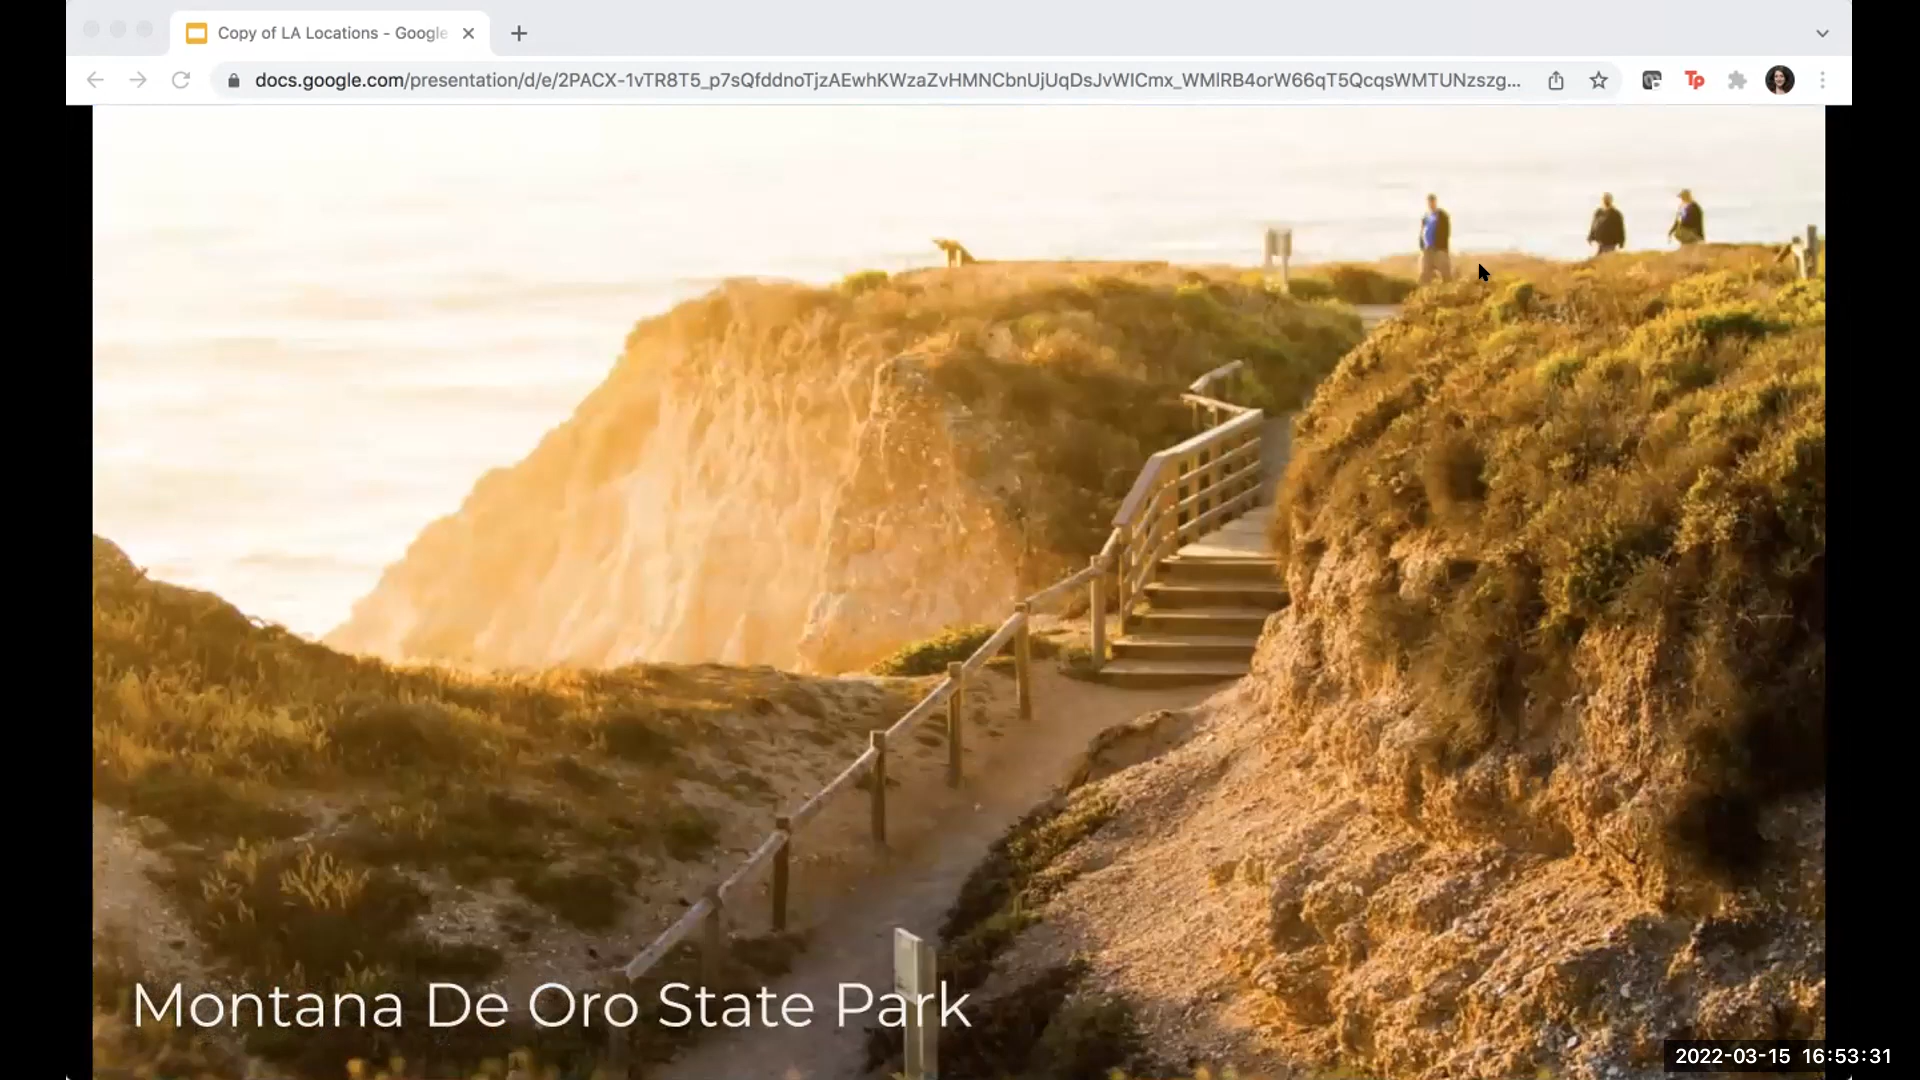 Copy of LA Locations - Google
docs.google.com/presentation/d/e/2PACX-1vTR8T5_p7sQfddnoTjzAEwhKWzaZvHMNCbnUjUqDsJvWICmx_WMlRB4orW66qT5QcqsWMTUNzszg...
Tp
Montana De Oro State Park
2022-03-15 16:53:31